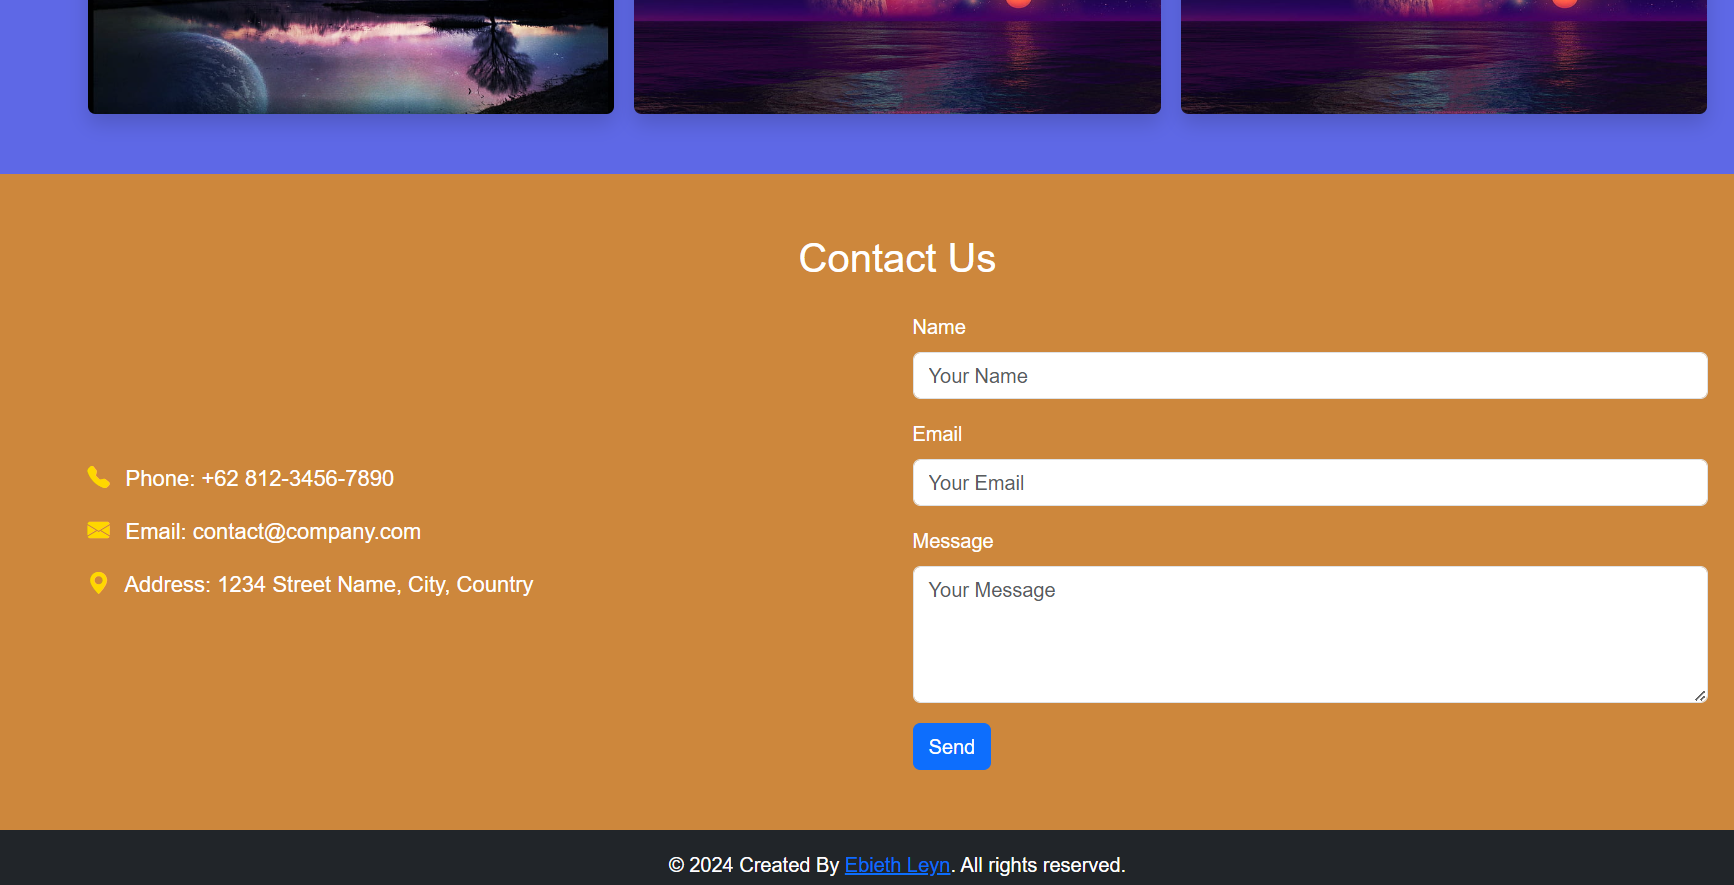 Contact Us
Phone: +62 812-3456-7890
Email: contact@company.com
Address: 1234 Street Name, City, Country
Name
Your Name
Email
Your Email
Message
Your Message
Send
© 2024 Created By Ebieth Leyn. All rights reserved.